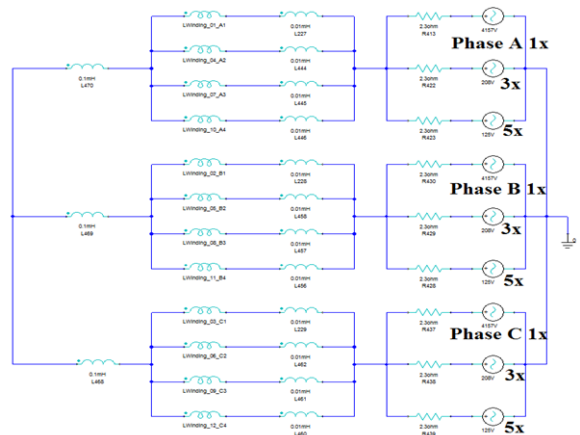 LWinding_01_A1
0.01mH
L227
2.3ohm
R413
4157V
Phase A 1x
LWinding_04_A2
0.01mH
L444
2.3ohm
R422
208V
3x
0.1mH
L470
LWinding_07_A3
0.01mH
L445
2.3ohm
R423
125V
5x
LWinding_10_A4
0.01mH
L446
LWinding_02_B1
0.01mH
L228
2.3ohm
R430
4157V
Phase B 1x
LWinding_05_B2
0.01mH
L458
2.3ohm
R429
208V
3x
0.1mH
L469
LWinding_08_B3
0.01mH
L457
2.3ohm
R428
125V
5x
LWinding_11_B4
0.01mH
L456
0
LWinding_03_C1
0.01mH
L229
2.3ohm
R437
4157V
Phase C 1x
LWinding_06_C2
0.01mH
L462
2.3ohm
R438
208V
3x
0.1mH
L468
LWinding_09_C3
0.01mH
L461
2.3ohm
R439
125V
5x
LWinding_12_C4
0.01mH
L460